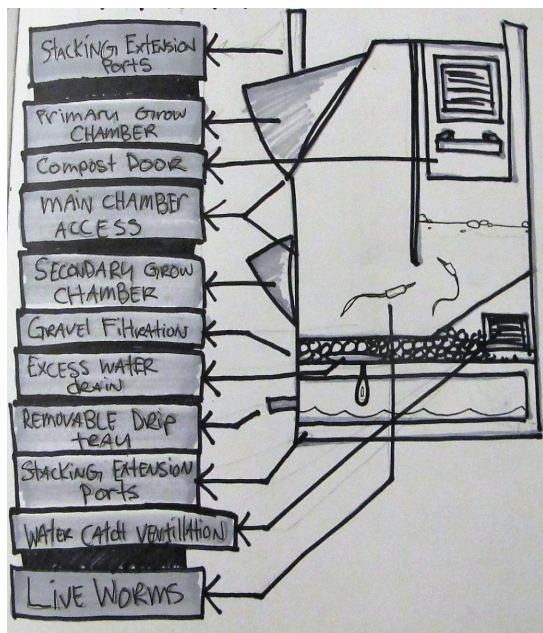 Stacking Extension
Ports
Primary Grow
CHAMBER
Compost Door
MAIN CHAMBER
ACCESS
SECONDARY GROW
CHAMBER
GRAVEL FILTRATION
EXCESS WATER
DRAIN
REMOVABLE DRIP
TRAY
STACKING EXTENSION
Ports
WATER CATCH VENTILLATION
LIVE WORMS